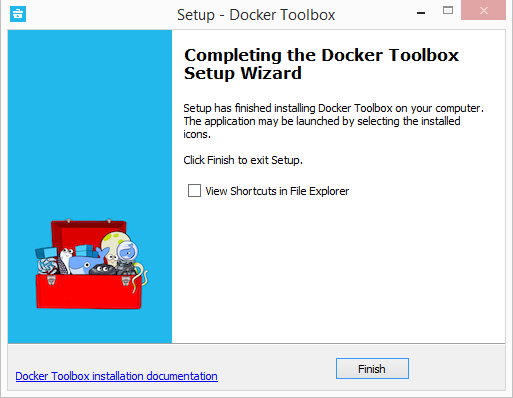 Setup - Docker Toolbox
Completing the Docker Toolbox
Setup Wizard
Setup has finished installing Docker Toolbox on your computer.
The application may be launched by selecting the installed
icons.
Click Finish to exit Setup.
View Shortcuts in File Explorer
Docker Toolbox installation documentation
Finish